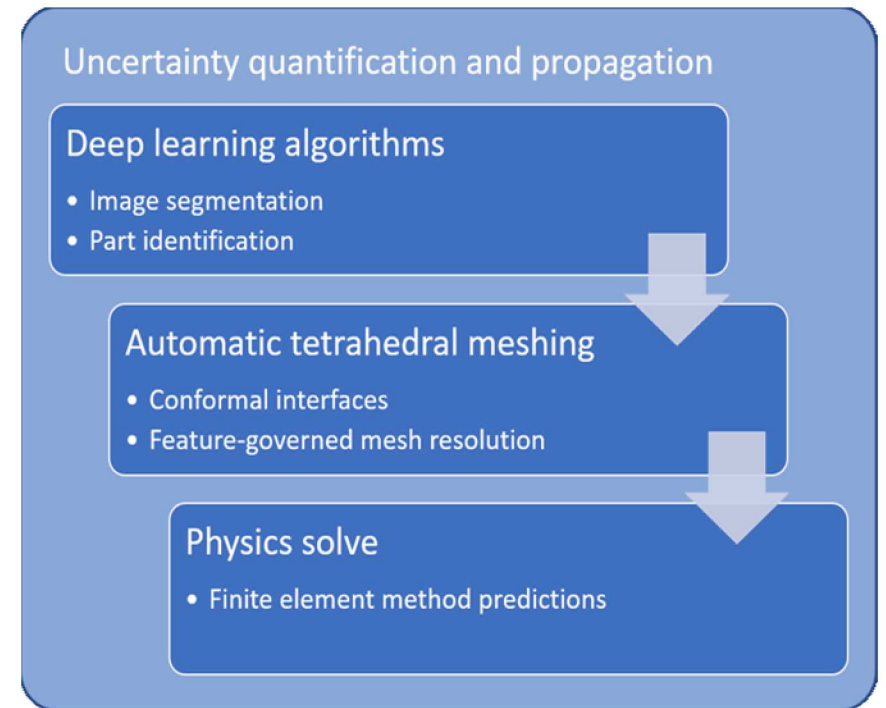 Uncertainty quantification and propagation
Deep learning algorithms
• Image segmentation
• Part identification
Automatic tetrahedral meshing
• Conformal interfaces
• Feature-governed mesh resolution
Physics solve
• Finite element method predictions